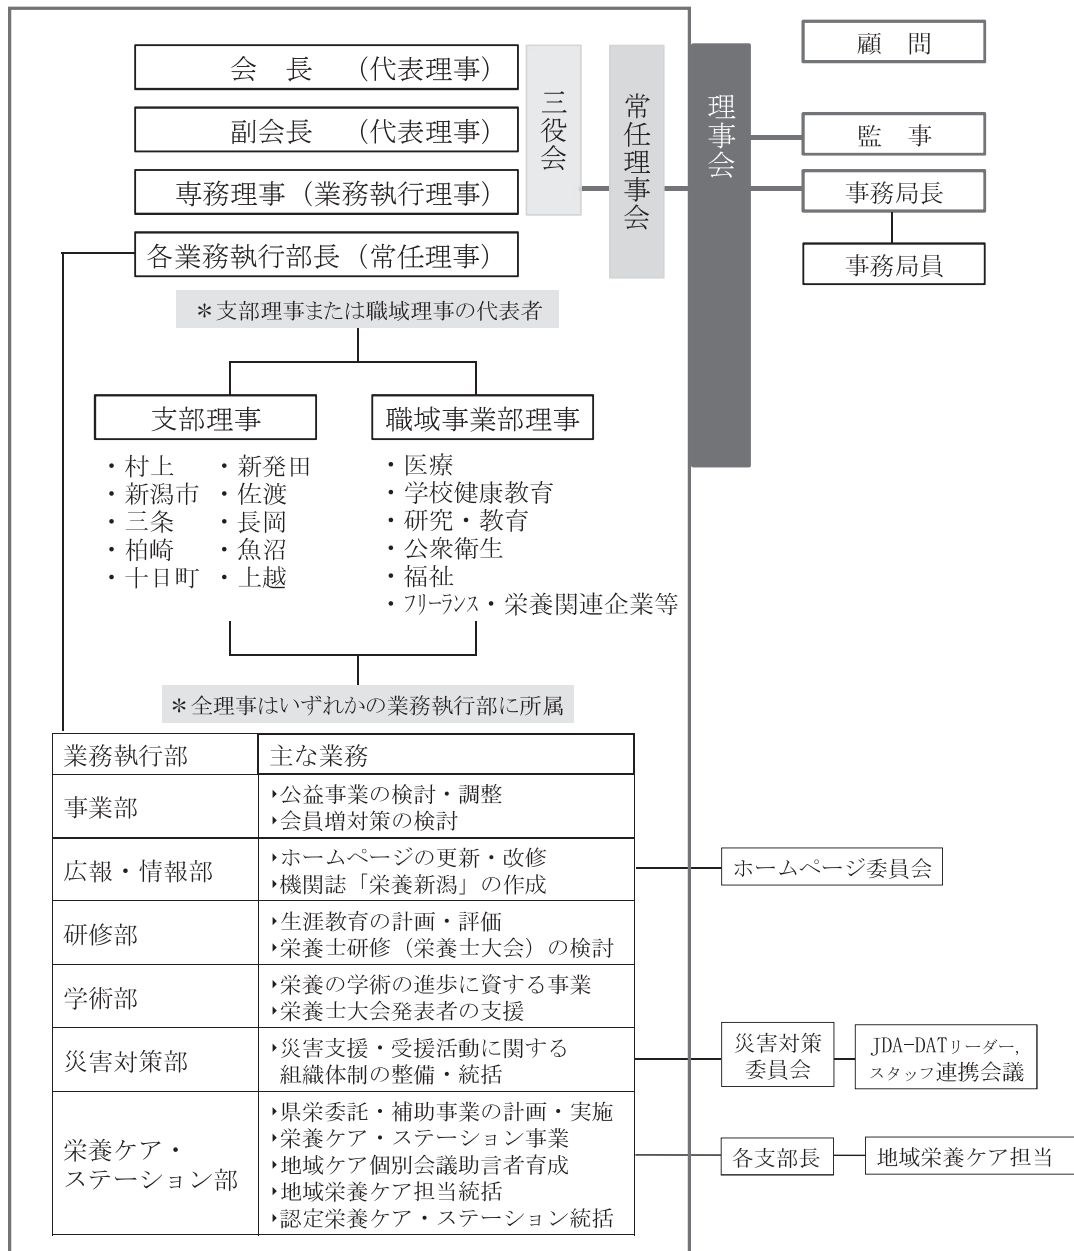 会　長　（代表理事）
副会長　（代表理事）
専務理事（業務執行理事）
各業務執行部長（常任理事）
三役会
常任理事会
理事会
顧　問
監　事
事務局長
事務局員
＊支部理事または職域理事の代表者
支部理事
・村上　・新発田
・新潟市　・佐渡
・三条　・長岡
・柏崎　・魚沼
・十日町　・上越
職域事業部理事
・医療
・学校健康教育
・研究・教育
・公衆衛生
・福祉
・フリーランス・栄養関連企業等
＊全理事はいずれかの業務執行部に所属
業務執行部　主な業務
事業部
‣公益事業の検討・調整
‣会員増対策の検討
広報・情報部
‣ホームページの更新・改修
‣機関誌「栄養新潟」の作成
ホームページ委員会
研修部
‣生涯教育の計画・評価
‣栄養士研修（栄養士大会）の検討
学術部
‣栄養の学術の進歩に資する事業
‣栄養士大会発表者の支援
災害対策部
‣災害支援・受援活動に関する
組織体制の整備・統括
災害対策
委員会
JDA-DATリーダー,
スタッフ連携会議
栄養ケア・
ステーション部
‣県栄委託・補助事業の計画・実施
‣栄養ケア・ステーション事業
‣地域ケア個別会議助言者育成
‣地域栄養ケア担当統括
‣認定栄養ケア・ステーション統括
各支部長
地域栄養ケア担当